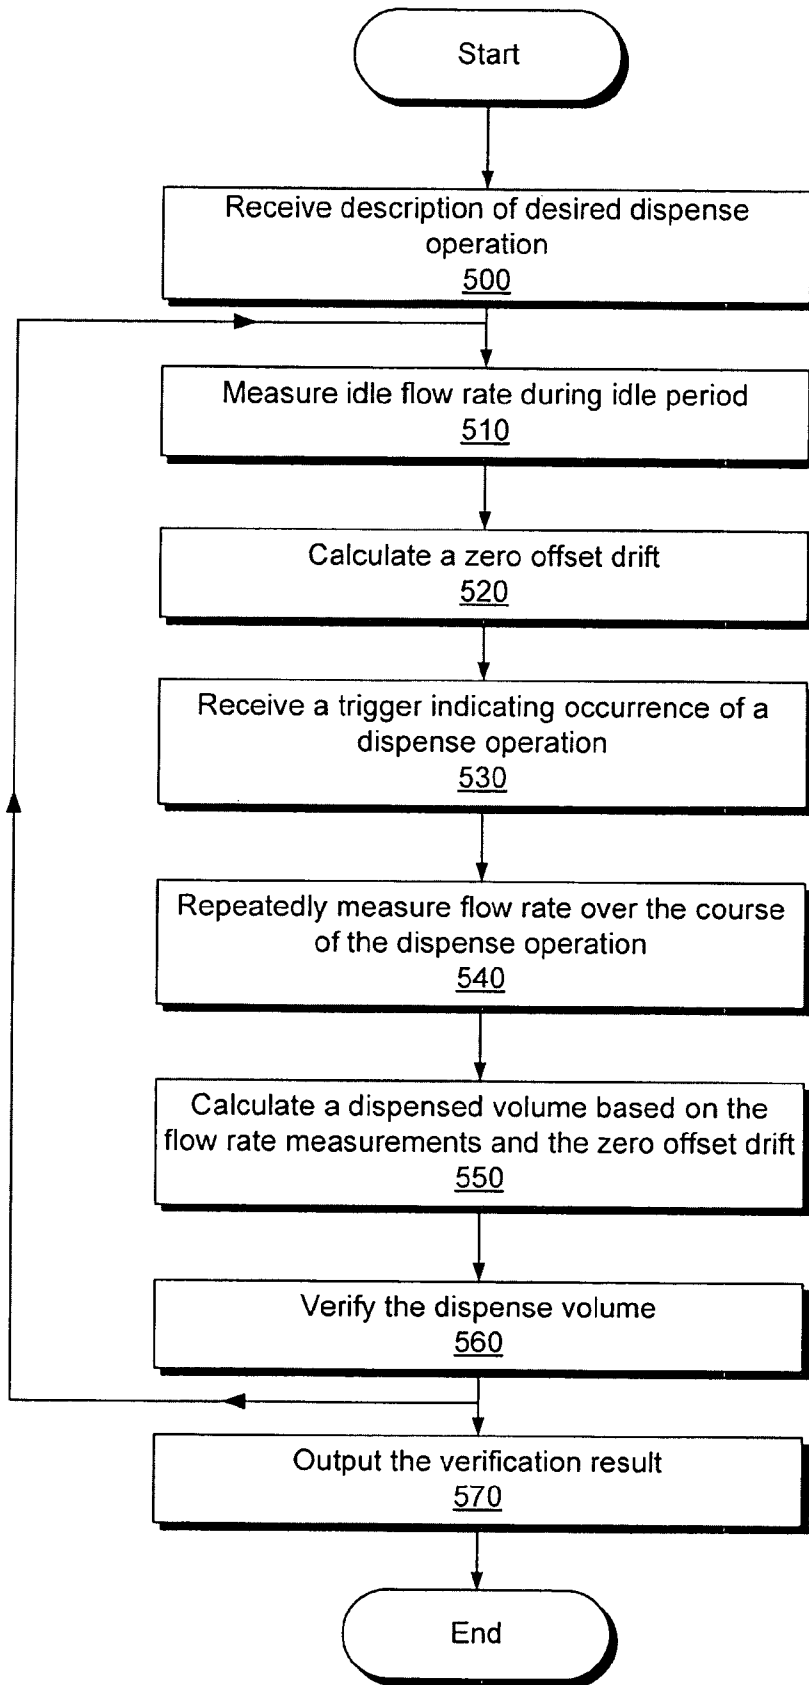 Start
Receive description of desired dispense
operation
500
Measure idle flow rate during idle period
510
Calculate a zero offset drift
520
Receive a trigger indicating occurrence of a
dispense operation
530
Repeatedly measure flow rate over the course
of the dispense operation
540
Calculate a dispensed volume based on the
flow rate measurements and the zero offset drift
550
Verify the dispense volume
560
Output the verification result
570
End